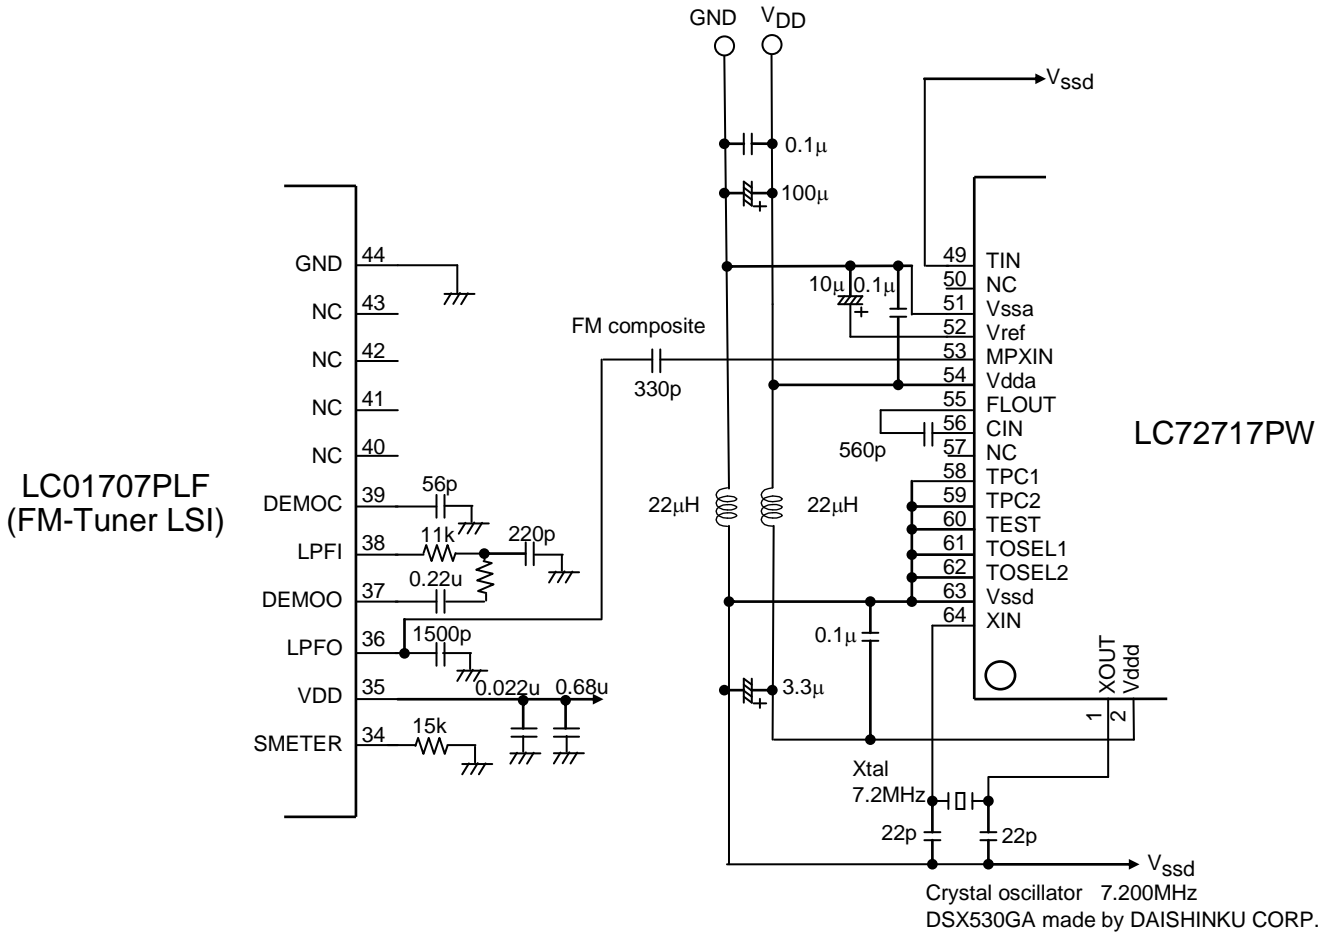 GND
VDD
Vssd
0.1μ
100μ
44
GND
43
NC
42
NC
41
NC
40
NC
39
DEMOC
56p
38
LPFI
11k
220p
37
DEMOO
0.22u
36
LPFO
1500p
35
VDD
0.022u
0.68u
34
SMETER
15k
LC01707PLF
(FM-Tuner LSI)
FM composite
330p
10μ
0.1μ
49
TIN
50
NC
51
Vssa
52
Vref
53
MPXIN
54
Vdda
55
FLOUT
56
CIN
560p
57
NC
58
TPC1
59
TPC2
60
TEST
61
TOSEL1
62
TOSEL2
63
Vssd
64
XIN
LC72717PW
22μH
22μH
0.1μ
3.3μ
XOUT
Vddd
1
2
Xtal
7.2MHz
22p
22p
Vssd
Crystal oscillator 7.200MHz
DSX530GA made by DAISHINKU CORP.